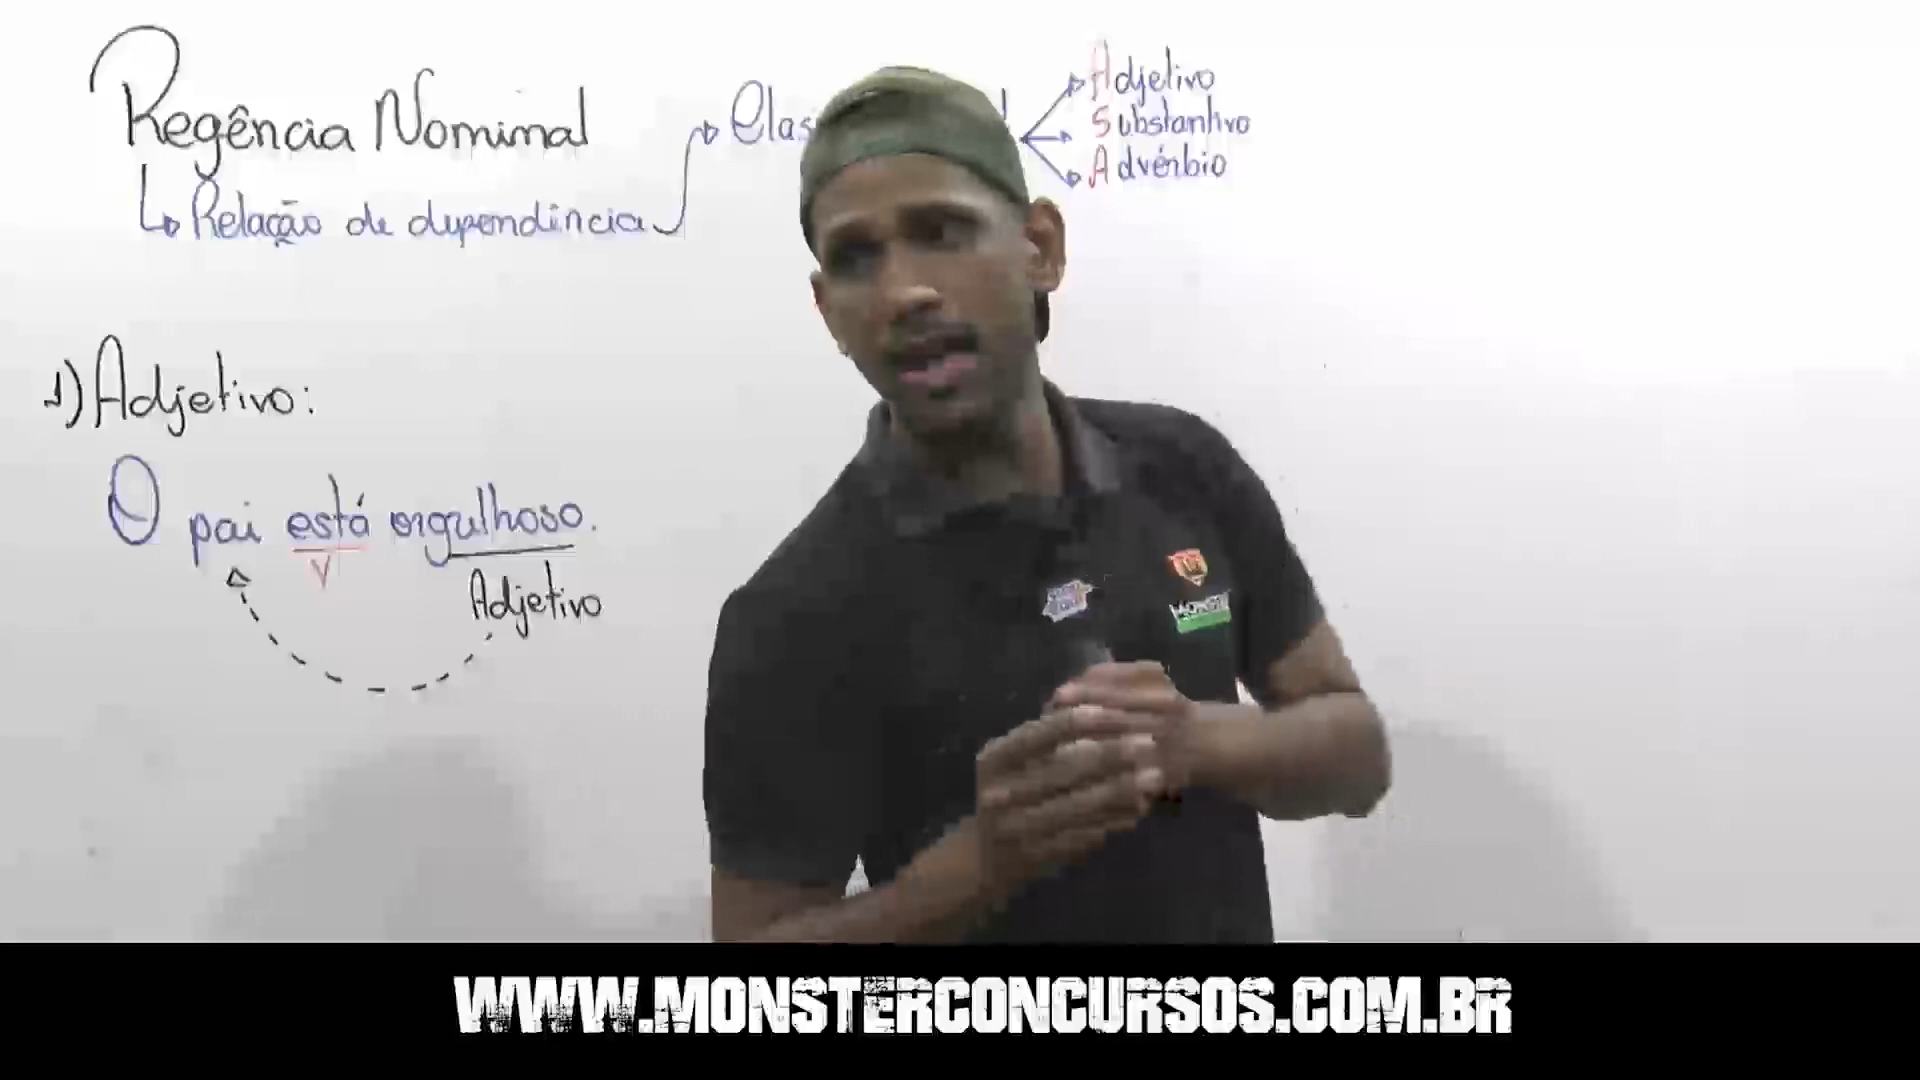 Regência Nominal
Relação de dependência
Adjetivo
Substantivo
Advérbio
1) Adjetivo:
O pai está orgulhoso.
V
Adjetivo
WWW.MONSTERCONCURSOS.COM.BR